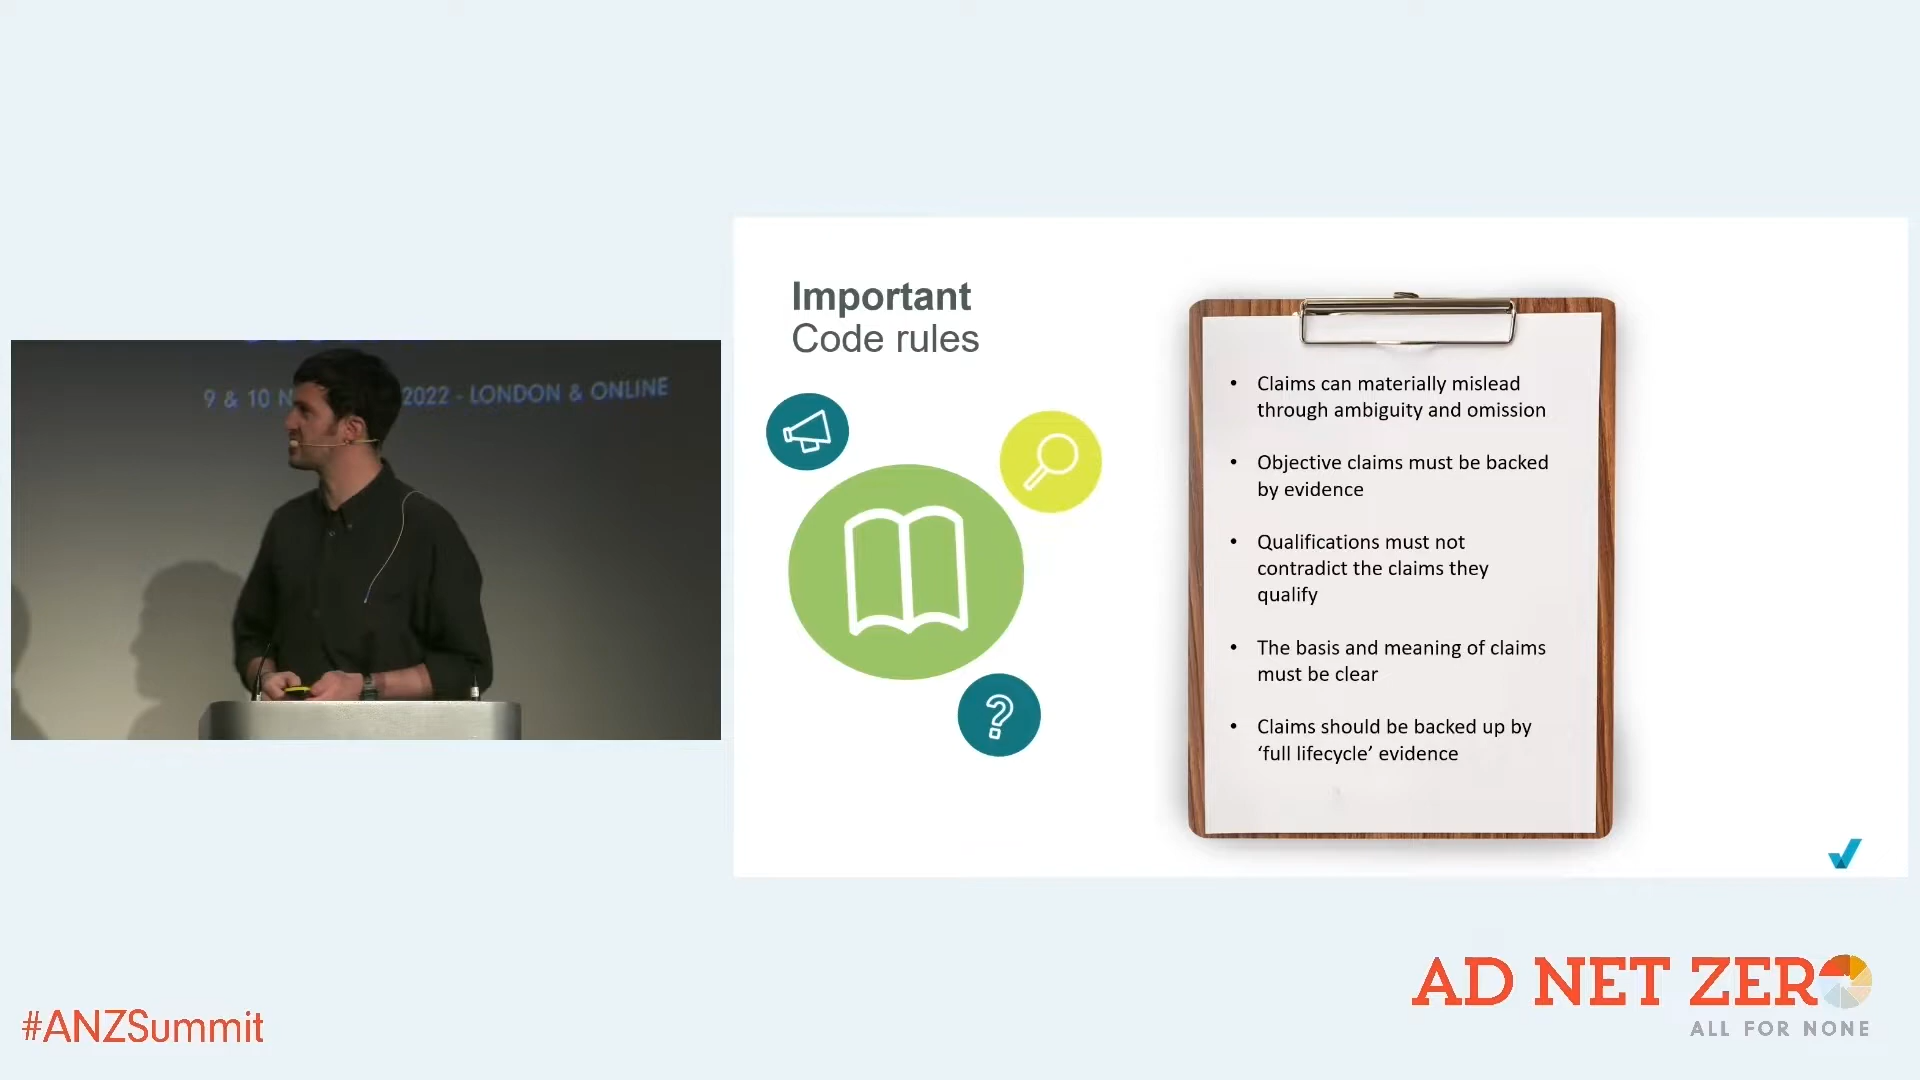 9 & 10 N 2022 - LONDON & ONLINE
Important
Code rules
• Claims can materially mislead
through ambiguity and omission
• Objective claims must be backed
by evidence
• Qualifications must not
contradict the claims they
qualify
• The basis and meaning of claims
must be clear
• Claims should be backed up by
‘full lifecycle’ evidence
#ANZSummit
AD NET ZERO
ALL FOR NONE